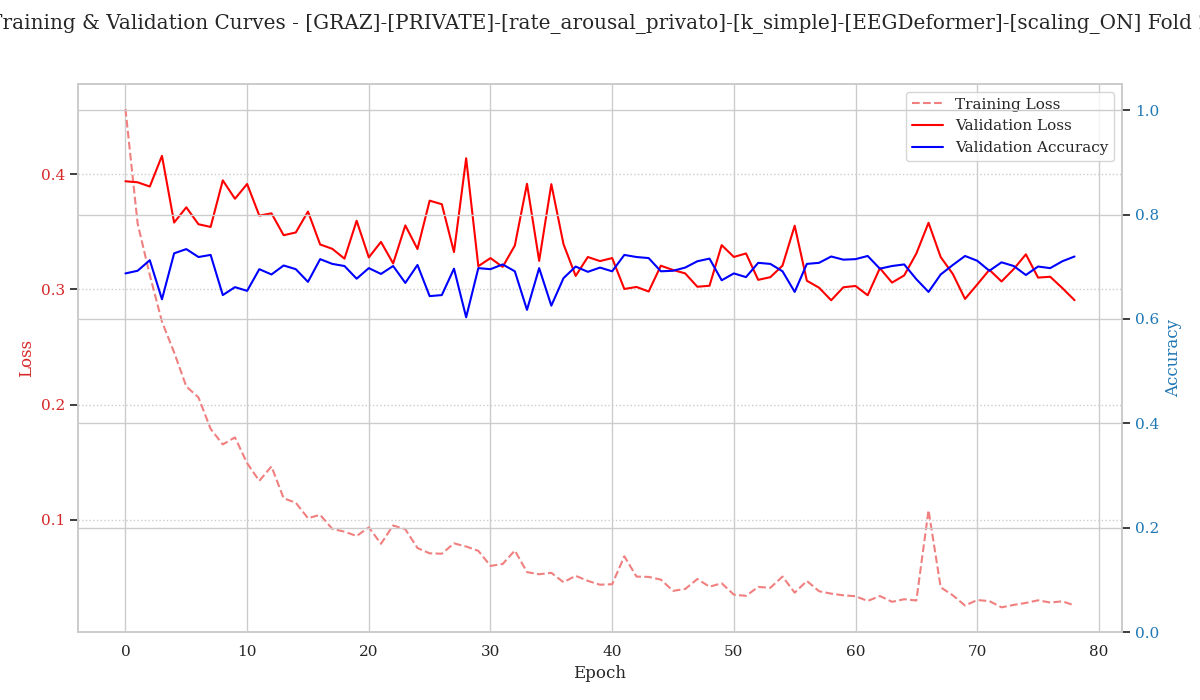 Training & Validation Curves - [GRAZ]-[PRIVATE]-[rate_arousal_privato]-[k_simple]-[EEGDeformer]-[scaling_ON] Fold
Training Loss
Validation Loss
Validation Accuracy
0.4
0.3
0.2
0.1
Loss
1.0
0.8
0.6
0.4
0.2
0.0
Accuracy
0 10 20 30 40 50 60 70 80
Epoch